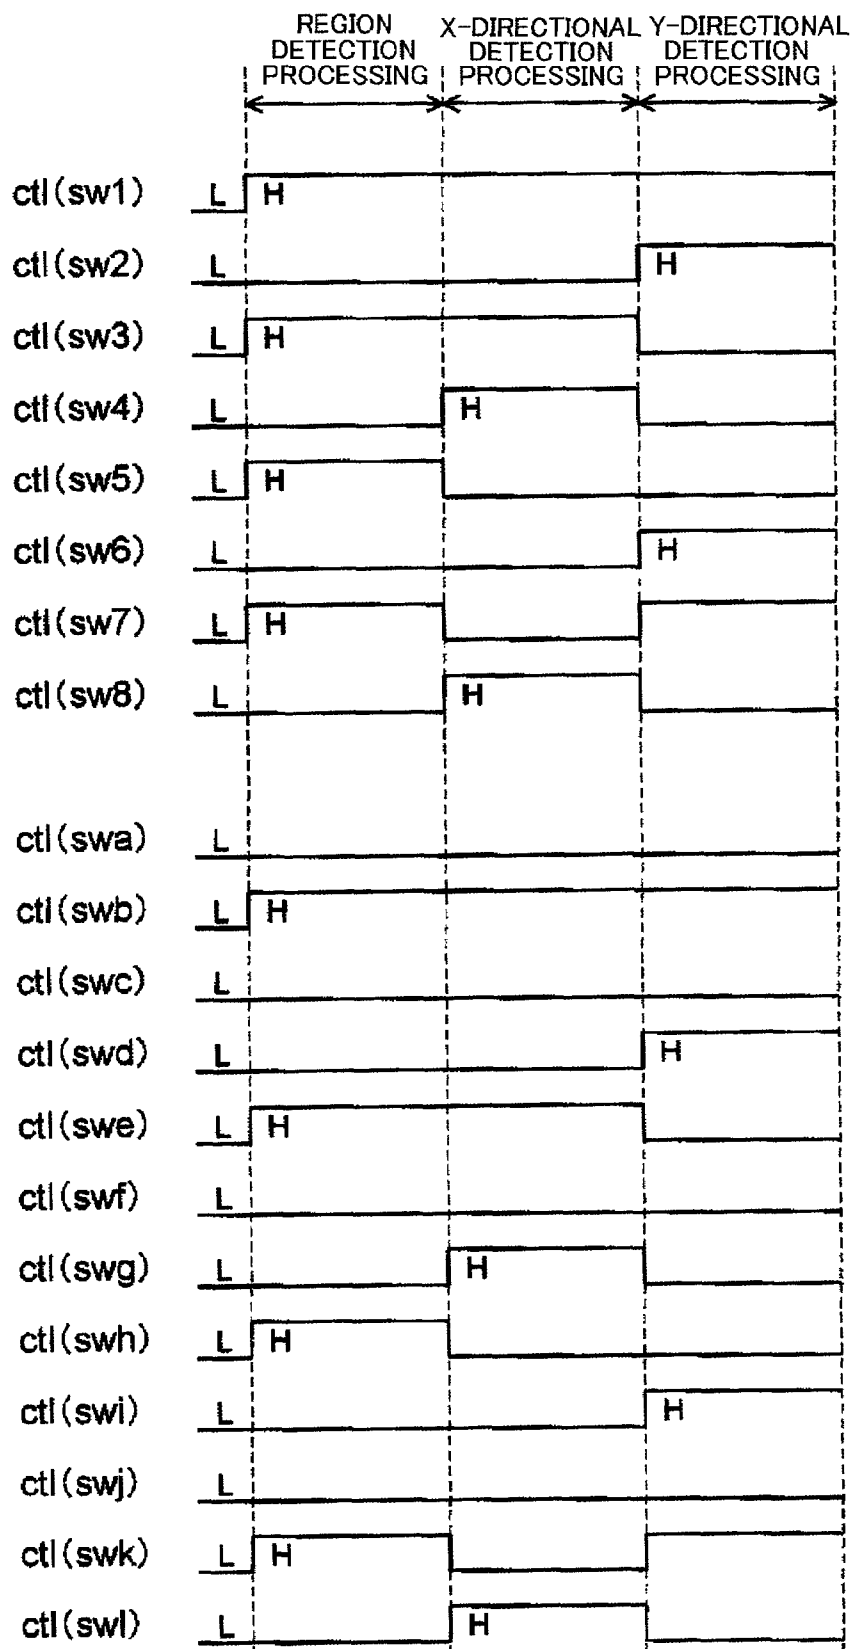 REGION DETECTION PROCESSING
X-DIRECTIONAL DETECTION PROCESSING
Y-DIRECTIONAL DETECTION PROCESSING
ctl(sw1) L H
ctl(sw2) L H
ctl(sw3) L H
ctl(sw4) L H
ctl(sw5) L H
ctl(sw6) L H
ctl(sw7) L H
ctl(sw8) L H
ctl(swa) L
ctl(swb) L H
ctl(swc) L
ctl(swd) L H
ctl(swe) L H
ctl(swf) L
ctl(swg) L H
ctl(swh) L H
ctl(swi) L H
ctl(swj) L
ctl(swk) L H
ctl(swl) L H